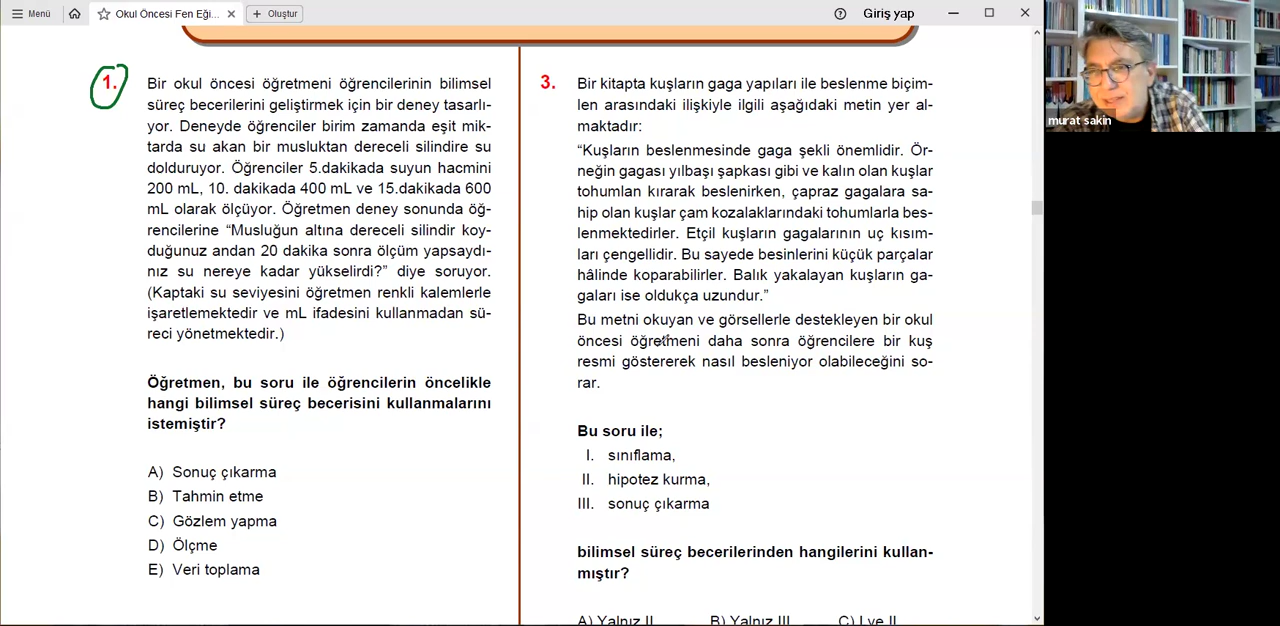 Menü
Okul Öncesi Fen Eği...
+ Oluştur
Giriş yap
murat sakin
1.
Bir okul öncesi öğretmeni öğrencilerinin bilimsel
süreç becerilerini geliştirmek için bir deney tasarlı-
yor. Deneyde öğrenciler birim zamanda eşit mik-
tarda su akan bir musluktan dereceli silindire su
dolduruyor. Öğrenciler 5.dakikada suyun hacmini
200 mL, 10. dakikada 400 mL ve 15.dakikada 600
mL olarak ölçüyor. Öğretmen deney sonunda öğ-
rencilerine “Musluğun altına dereceli silindir koy-
duğunuz andan 20 dakika sonra ölçüm yapsaydı-
nız su nereye kadar yükselirdi?” diye soruyor.
(Kaptaki su seviyesini öğretmen renkli kalemlerle
işaretlemektedir ve mL ifadesini kullanmadan sü-
reci yönetmektedir.)
Öğretmen, bu soru ile öğrencilerin öncelikle
hangi bilimsel süreç becerisini kullanmalarını
istemiştir?
A) Sonuç çıkarma
B) Tahmin etme
C) Gözlem yapma
D) Ölçme
E) Veri toplama
3.
Bir kitapta kuşların gaga yapıları ile beslenme biçim-
len arasındaki ilişkiyle ilgili aşağıdaki metin yer al-
maktadır:
“Kuşların beslenmesinde gaga şekli önemlidir. Ör-
neğin gagası yılbaşı şapkası gibi ve kalın olan kuşlar
tohumlan kırarak beslenirken, çapraz gagalara sa-
hip olan kuşlar çam kozalaklarındaki tohumlarla bes-
lenmektedirler. Etçil kuşların gagalarının uç kısım-
ları çengellidir. Bu sayede besinlerini küçük parçalar
hâlinde koparabilirler. Balık yakalayan kuşların ga-
gaları ise oldukça uzundur.”
Bu metni okuyan ve görsellerle destekleyen bir okul
öncesi öğretmeni daha sonra öğrencilere bir kuş
resmi göstererek nasıl besleniyor olabileceğini so-
rar.
Bu soru ile;
I. sınıflama,
II. hipotez kurma,
III. sonuç çıkarma
bilimsel süreç becerilerinden hangilerini kullan-
mıştır?
A) Yalnız II B) Yalnız III C) I ve II